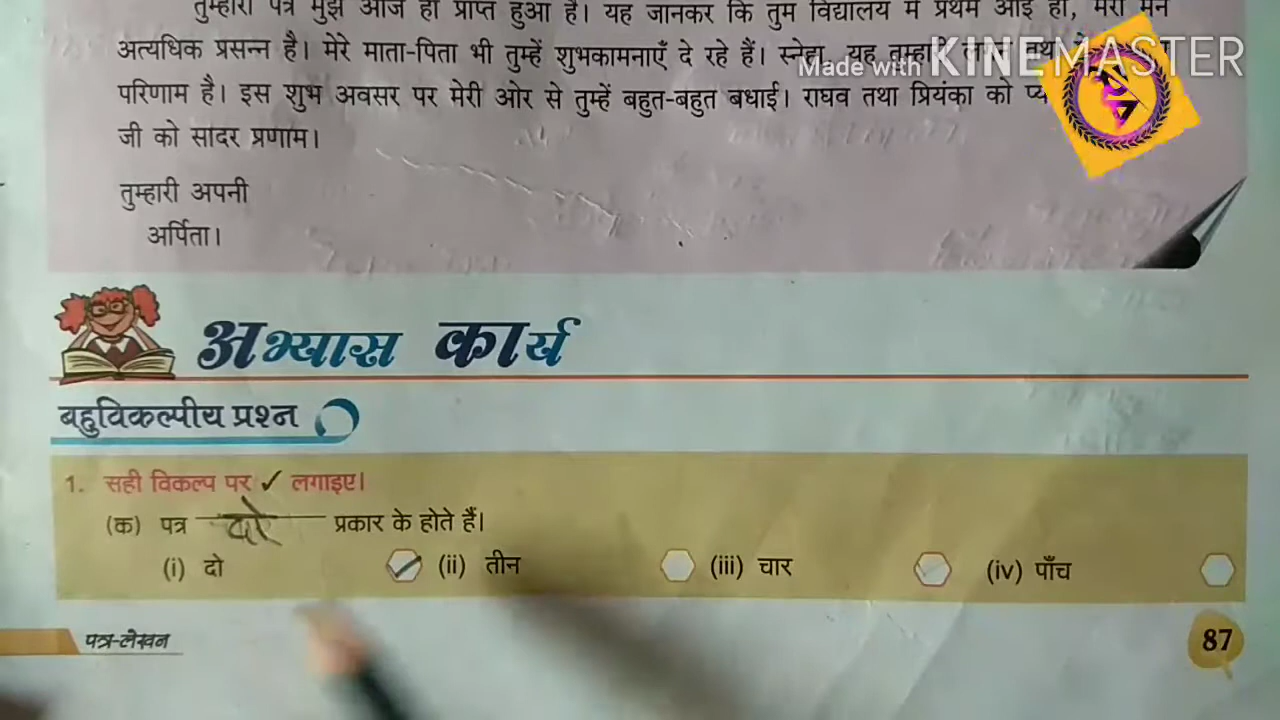 तुम्हारा पत्र मुझे आज ही प्राप्त हुआ है। यह जानकर कि तुम विद्यालय में प्रथम आई हो, मेरा मन
अत्यधिक प्रसन्न है। मेरे माता-पिता भी तुम्हें शुभकामनाएँ दे रहे हैं। स्नेहा, यह तुम्हारी
Made with KINEMASTER
परिणाम है। इस शुभ अवसर पर मेरी ओर से तुम्हें बहुत-बहुत बधाई। राघव तथा प्रियंका को
जी को सादर प्रणाम।
तुम्हारी अपनी
अर्पिता।
अभ्यास कार्य
बहुविकल्पीय प्रश्न
1. सही विकल्प पर ✓ लगाइए।
(क) पत्र दो प्रकार के होते हैं।
(i) दो (ii) तीन (iii) चार (iv) पाँच
पत्र-लेखन
87